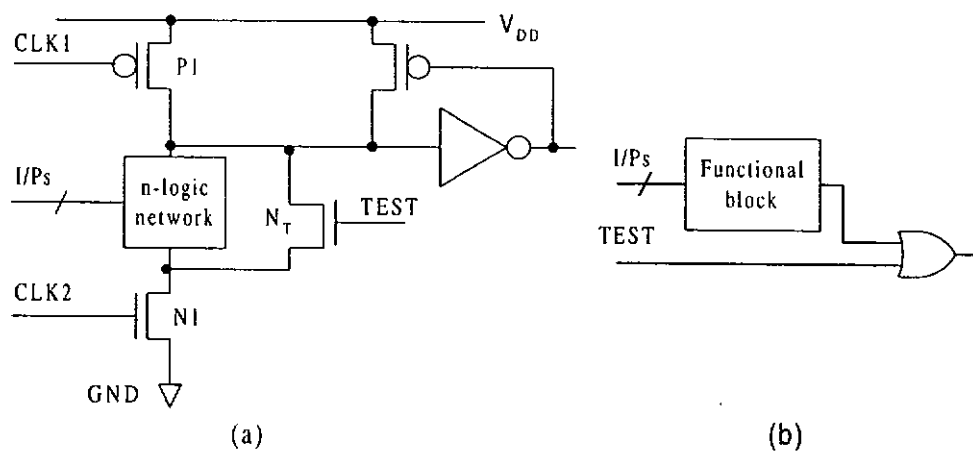 V_DD
CLK1
P1
I/Ps
n-logic
network
N_T
TEST
CLK2
N1
GND
(a)
I/Ps
Functional
block
TEST
(b)